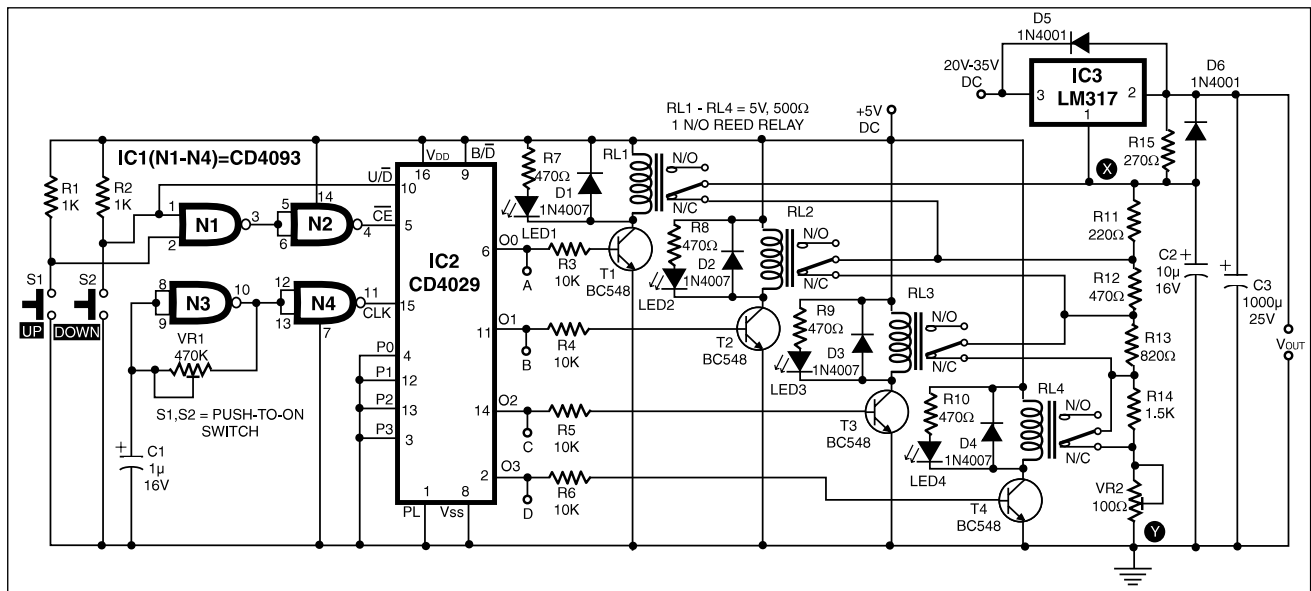 D5
1N4001
20V-35V
DC
3
IC3
LM317
2
1
D6
1N4001
R15
270Ω
X
RL1 - RL4 = 5V, 500Ω
1 N/O REED RELAY
+5V
DC
IC1(N1-N4)=CD4093
R1
1K
R2
1K
1
2
N1
3
5
6
14
N2
4
U/D̅
10
C̅E̅
5
VDD
16
B/D̅
9
IC2
CD4029
S1
UP
S2
DOWN
8
9
N3
10
12
13
N4
11
7
CLK
15
VR1
470K
S1,S2 = PUSH-TO-ON
SWITCH
C1
1µ
16V
P0
4
P1
12
P2
13
P3
3
1
PL
8
Vss
6
O0
A
R3
10K
11
O1
B
R4
10K
14
O2
C
R5
10K
2
O3
D
R6
10K
R7
470Ω
LED1
D1
1N4007
RL1
N/O
N/C
T1
BC548
R8
470Ω
LED2
D2
1N4007
RL2
N/O
N/C
T2
BC548
R9
470Ω
LED3
D3
1N4007
RL3
N/O
N/C
T3
BC548
R10
470Ω
LED4
D4
1N4007
RL4
N/O
N/C
T4
BC548
R11
220Ω
R12
470Ω
R13
820Ω
R14
1.5K
VR2
100Ω
Y
C2
10µ
16V
C3
1000µ
25V
VOUT